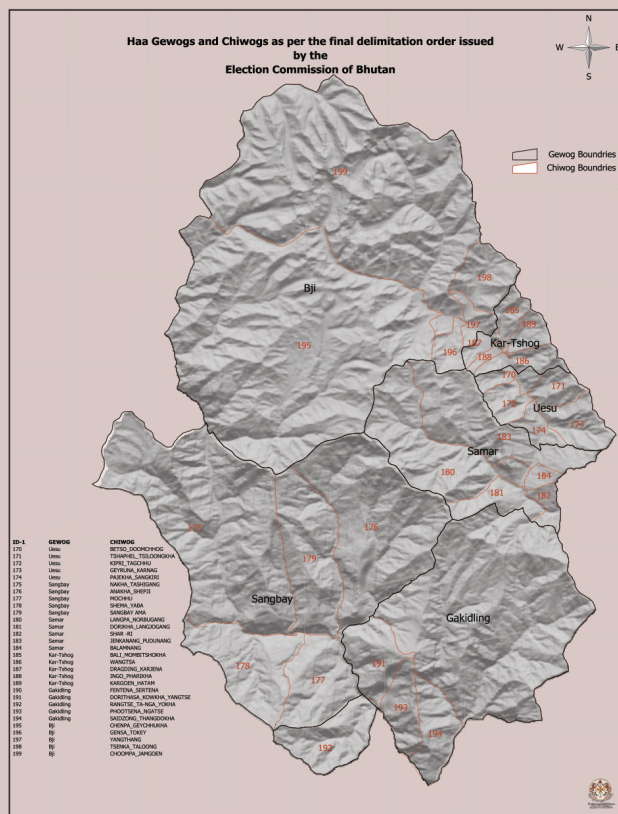 Haa Gewogs and Chiwogs as per the final delimitation order issued
by the
Election Commission of Bhutan
N
W E
S
Gewog Boundries
Chiwog Boundries
199
198
Bji
165
189
197
187
Kar-Tshog
195
196
188
186
170
171
172
Uesu
173
174
183
Samar
180
184
181
182
176
179
Sangbay
Gakidling
178
191
177
193
194
192
ID-1 GEWOG CHIWOG
170 Uesu BETSO_DOOMCHHOG
171 Uesu TSHAPHEL_TSILOONGKHA
172 Uesu KIPRI_TAGCHHU
173 Uesu GEYRUNA_KARNAG
174 Uesu PAJEKHA_SANGKIRI
175 Sangbay NAKHA_TASHIGANG
176 Sangbay ANAKHA_SHEPJI
177 Sangbay MOCHHU
178 Sangbay SHEMA_YABA
179 Sangbay SANGBAY AMA
180 Samar LANGPA_NORBUGANG
181 Samar DORIKHA_LANGJOGANG
182 Samar SHAR -RI
183 Samar JENKANANG_PUDUNANG
184 Samar BALAMNANG
185 Kar-Tshog BALI_MOMBETSHOKHA
186 Kar-Tshog WANGTSA
187 Kar-Tshog DRAGDING_KARJENA
188 Kar-Tshog INGO_PHARIKHA
189 Kar-Tshog KARGOEN_HATAM
190 Gakidling FENTENA_SERTENA
191 Gakidling DORITHASA_KOWKHA_YANGTSE
192 Gakidling RANGTSE_TA-NGA_YOKHA
193 Gakidling PHOOTSENA_NGATSE
194 Gakidling SAIDZONG_THANGDOKHA
195 Bji CHENPA_GEYCHHUKHA
196 Bji GENSA_TOKEY
197 Bji YANGTHANG
198 Bji TSENKA_TALOONG
199 Bji CHOOMPA_JAMGOEN